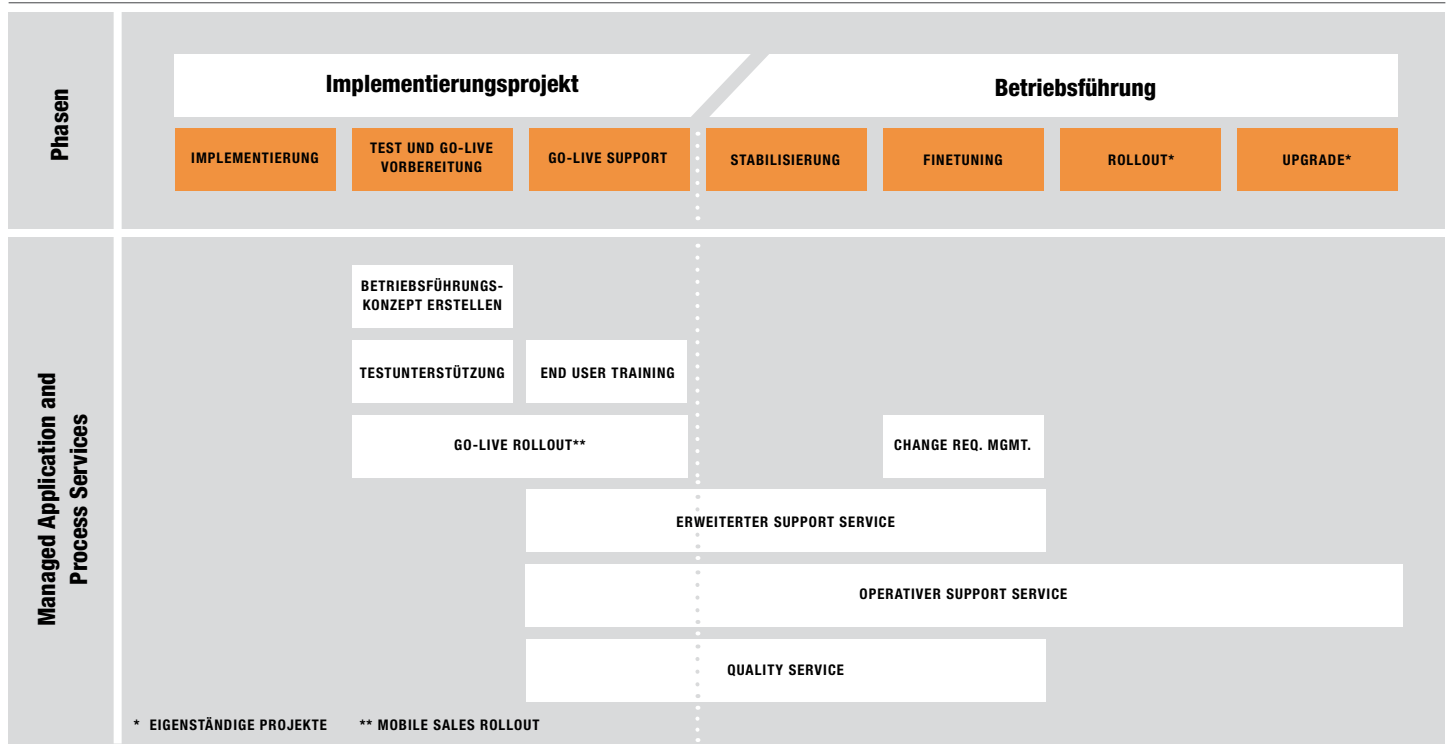 Phasen
Implementierungsprojekt
Betriebsführung
IMPLEMENTIERUNG
TEST UND GO-LIVE
VORBEREITUNG
GO-LIVE SUPPORT
STABILISIERUNG
FINETUNING
ROLLOUT*
UPGRADE*
Managed Application and
Process Services
BETRIEBSFÜHRUNGS-
KONZEPT ERSTELLEN
TESTUNTERSTÜTZUNG
END USER TRAINING
GO-LIVE ROLLOUT**
CHANGE REQ. MGMT.
ERWEITERTER SUPPORT SERVICE
OPERATIVER SUPPORT SERVICE
QUALITY SERVICE
* EIGENSTÄNDIGE PROJEKTE
** MOBILE SALES ROLLOUT